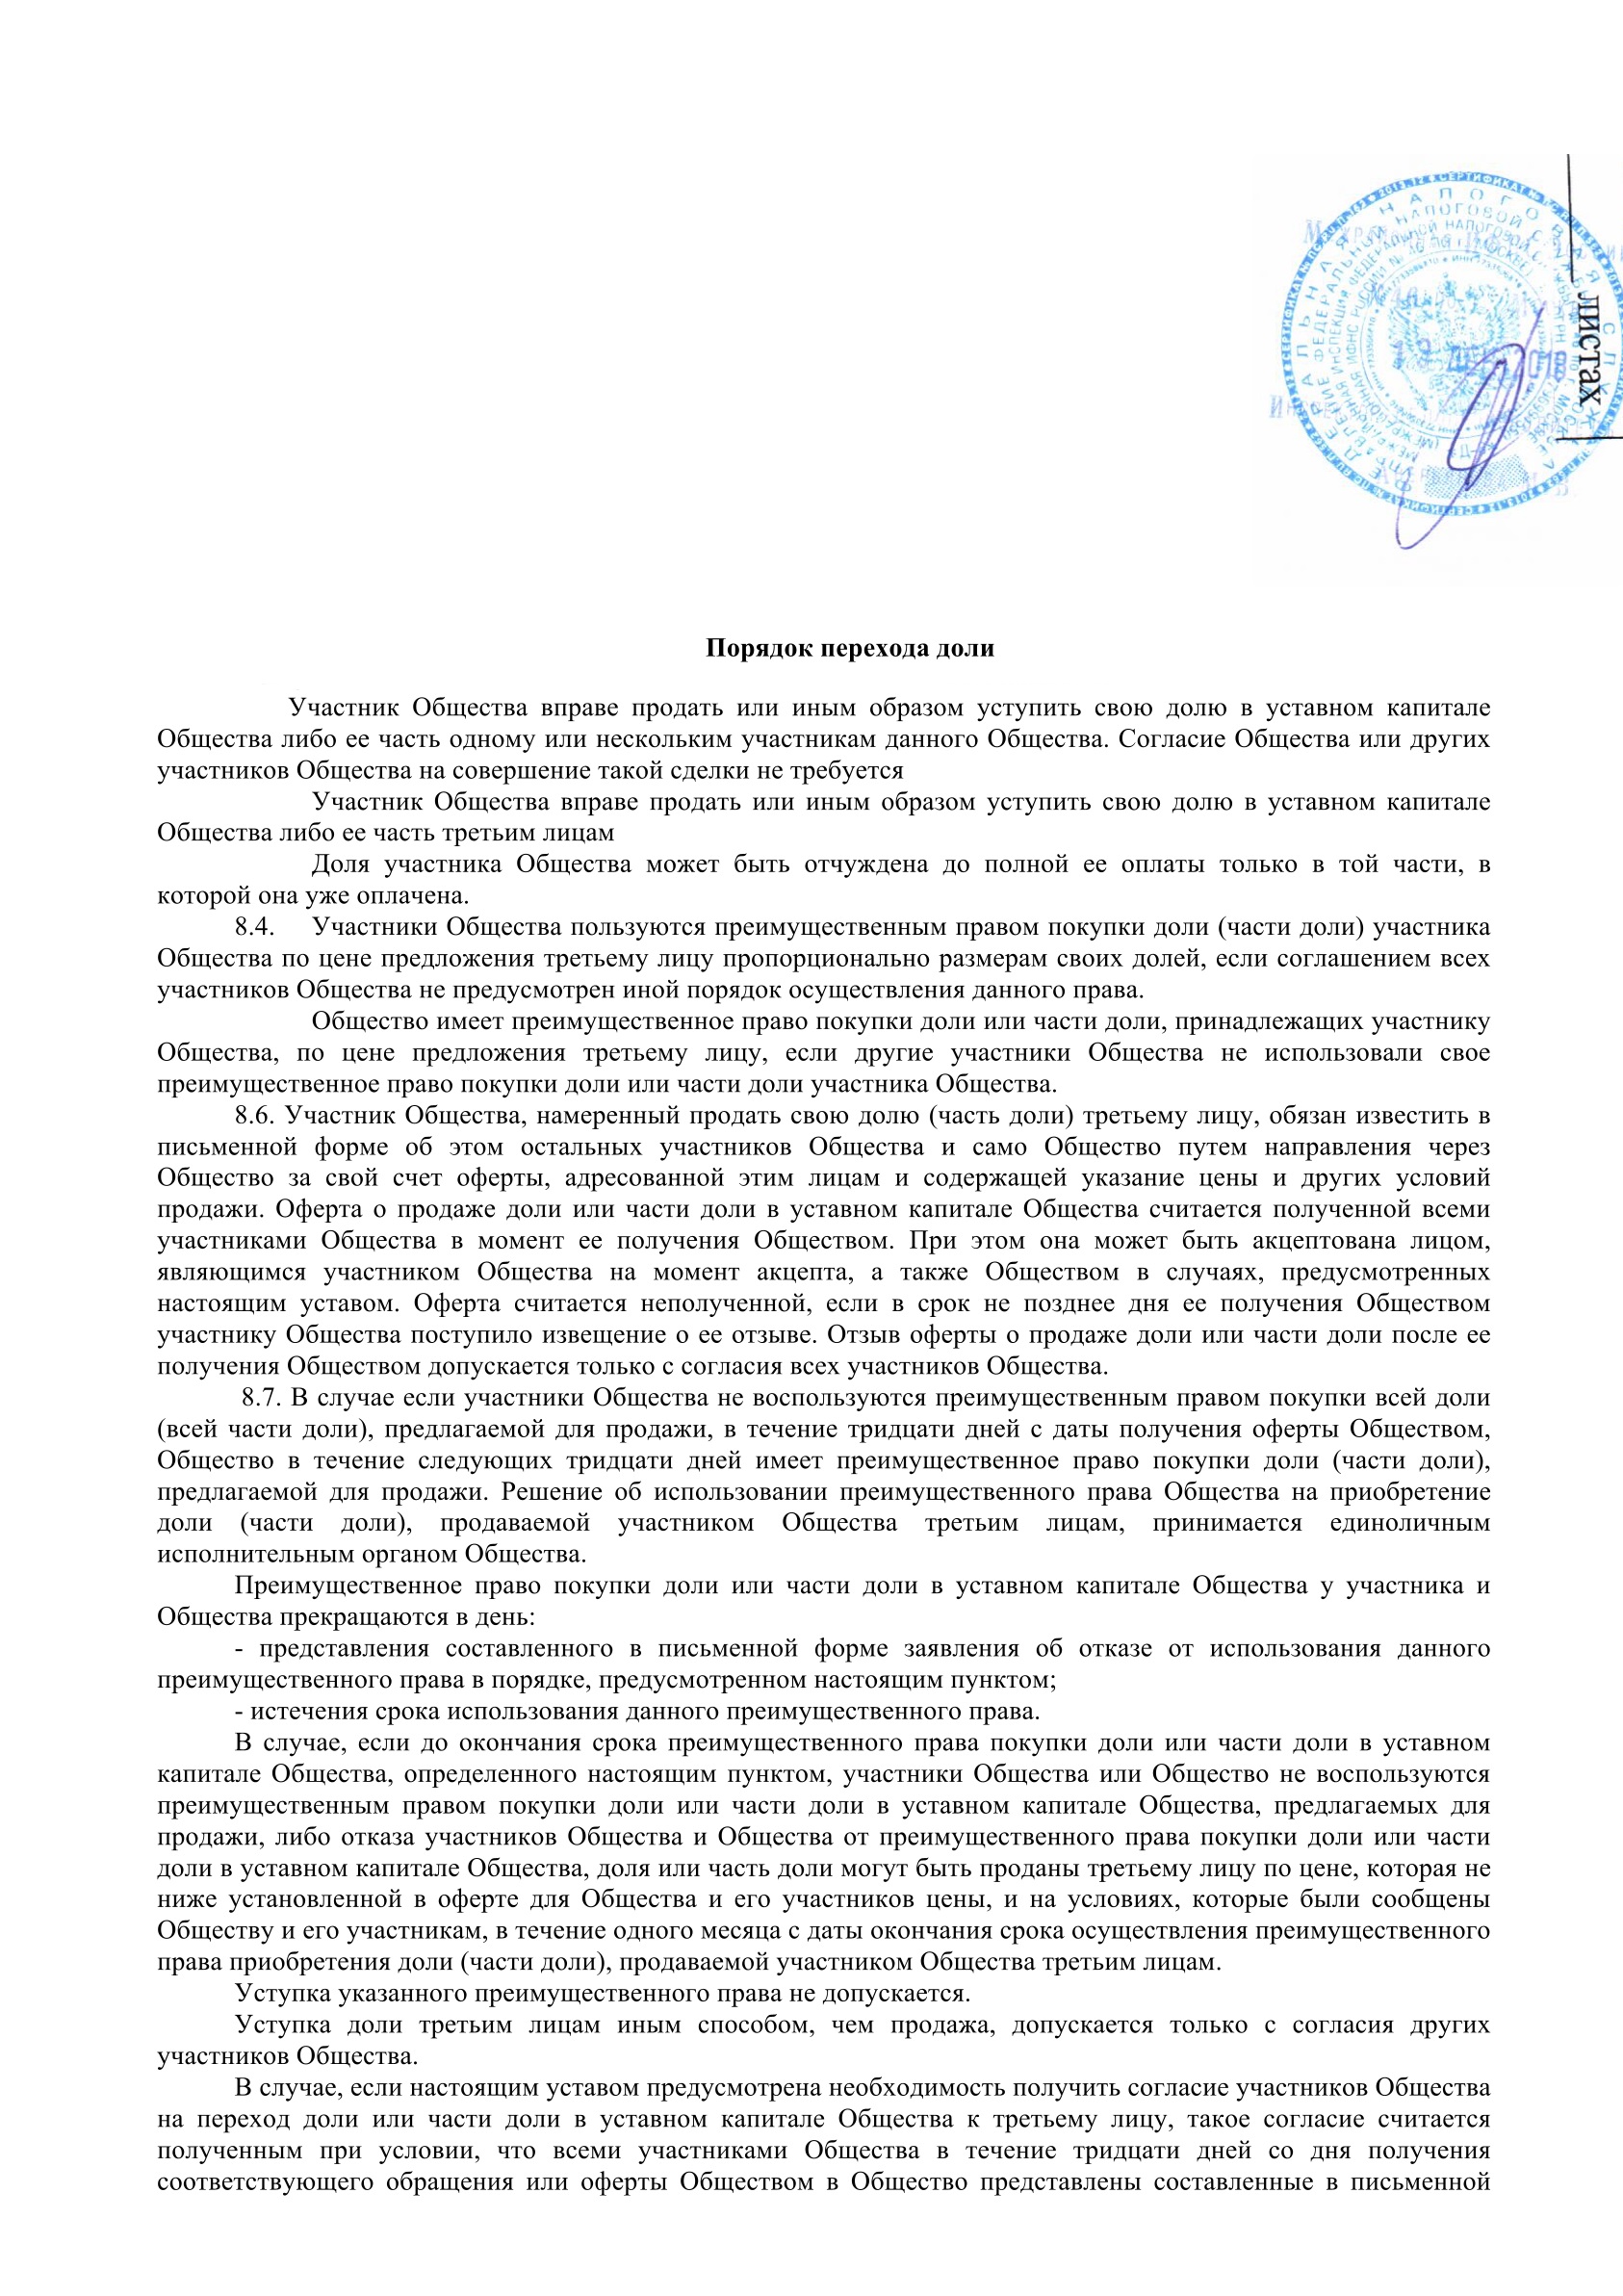 листах
Порядок перехода доли
Участник Общества вправе продать или иным образом уступить свою долю в уставном капитале
Общества либо ее часть одному или нескольким участникам данного Общества. Согласие Общества или других
участников Общества на совершение такой сделки не требуется
Участник Общества вправе продать или иным образом уступить свою долю в уставном капитале
Общества либо ее часть третьим лицам
Доля участника Общества может быть отчуждена до полной ее оплаты только в той части, в
которой она уже оплачена.
8.4. Участники Общества пользуются преимущественным правом покупки доли (части доли) участника
Общества по цене предложения третьему лицу пропорционально размерам своих долей, если соглашением всех
участников Общества не предусмотрен иной порядок осуществления данного права.
Общество имеет преимущественное право покупки доли или части доли, принадлежащих участнику
Общества, по цене предложения третьему лицу, если другие участники Общества не использовали свое
преимущественное право покупки доли или части доли участника Общества.
8.6. Участник Общества, намеренный продать свою долю (часть доли) третьему лицу, обязан известить в
письменной форме об этом остальных участников Общества и само Общество путем направления через
Общество за свой счет оферты, адресованной этим лицам и содержащей указание цены и других условий
продажи. Оферта о продаже доли или части доли в уставном капитале Общества считается полученной всеми
участниками Общества в момент ее получения Обществом. При этом она может быть акцептована лицом,
являющимся участником Общества на момент акцепта, а также Обществом в случаях, предусмотренных
настоящим уставом. Оферта считается неполученной, если в срок не позднее дня ее получения Обществом
участнику Общества поступило извещение о ее отзыве. Отзыв оферты о продаже доли или части доли после ее
получения Обществом допускается только с согласия всех участников Общества.
8.7. В случае если участники Общества не воспользуются преимущественным правом покупки всей доли
(всей части доли), предлагаемой для продажи, в течение тридцати дней с даты получения оферты Обществом,
Общество в течение следующих тридцати дней имеет преимущественное право покупки доли (части доли),
предлагаемой для продажи. Решение об использовании преимущественного права Общества на приобретение
доли (части доли), продаваемой участником Общества третьим лицам, принимается единоличным
исполнительным органом Общества.
Преимущественное право покупки доли или части доли в уставном капитале Общества у участника и
Общества прекращаются в день:
- представления составленного в письменной форме заявления об отказе от использования данного
преимущественного права в порядке, предусмотренном настоящим пунктом;
- истечения срока использования данного преимущественного права.
В случае, если до окончания срока преимущественного права покупки доли или части доли в уставном
капитале Общества, определенного настоящим пунктом, участники Общества или Общество не воспользуются
преимущественным правом покупки доли или части доли в уставном капитале Общества, предлагаемых для
продажи, либо отказа участников Общества и Общества от преимущественного права покупки доли или части
доли в уставном капитале Общества, доля или часть доли могут быть проданы третьему лицу по цене, которая не
ниже установленной в оферте для Общества и его участников цены, и на условиях, которые были сообщены
Обществу и его участникам, в течение одного месяца с даты окончания срока осуществления преимущественного
права приобретения доли (части доли), продаваемой участником Общества третьим лицам.
Уступка указанного преимущественного права не допускается.
Уступка доли третьим лицам иным способом, чем продажа, допускается только с согласия других
участников Общества.
В случае, если настоящим уставом предусмотрена необходимость получить согласие участников Общества
на переход доли или части доли в уставном капитале Общества к третьему лицу, такое согласие считается
полученным при условии, что всеми участниками Общества в течение тридцати дней со дня получения
соответствующего обращения или оферты Обществом в Общество представлены составленные в письменной